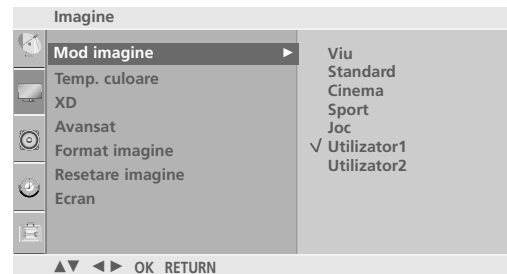 Imagine
Mod imagine ►
Temp. culoare
XD
Avansat
Format imagine
Resetare imagine
Ecran
Viu
Standard
Cinema
Sport
Joc
√ Utilizator1
Utilizator2
▲▼ ◄► OK RETURN